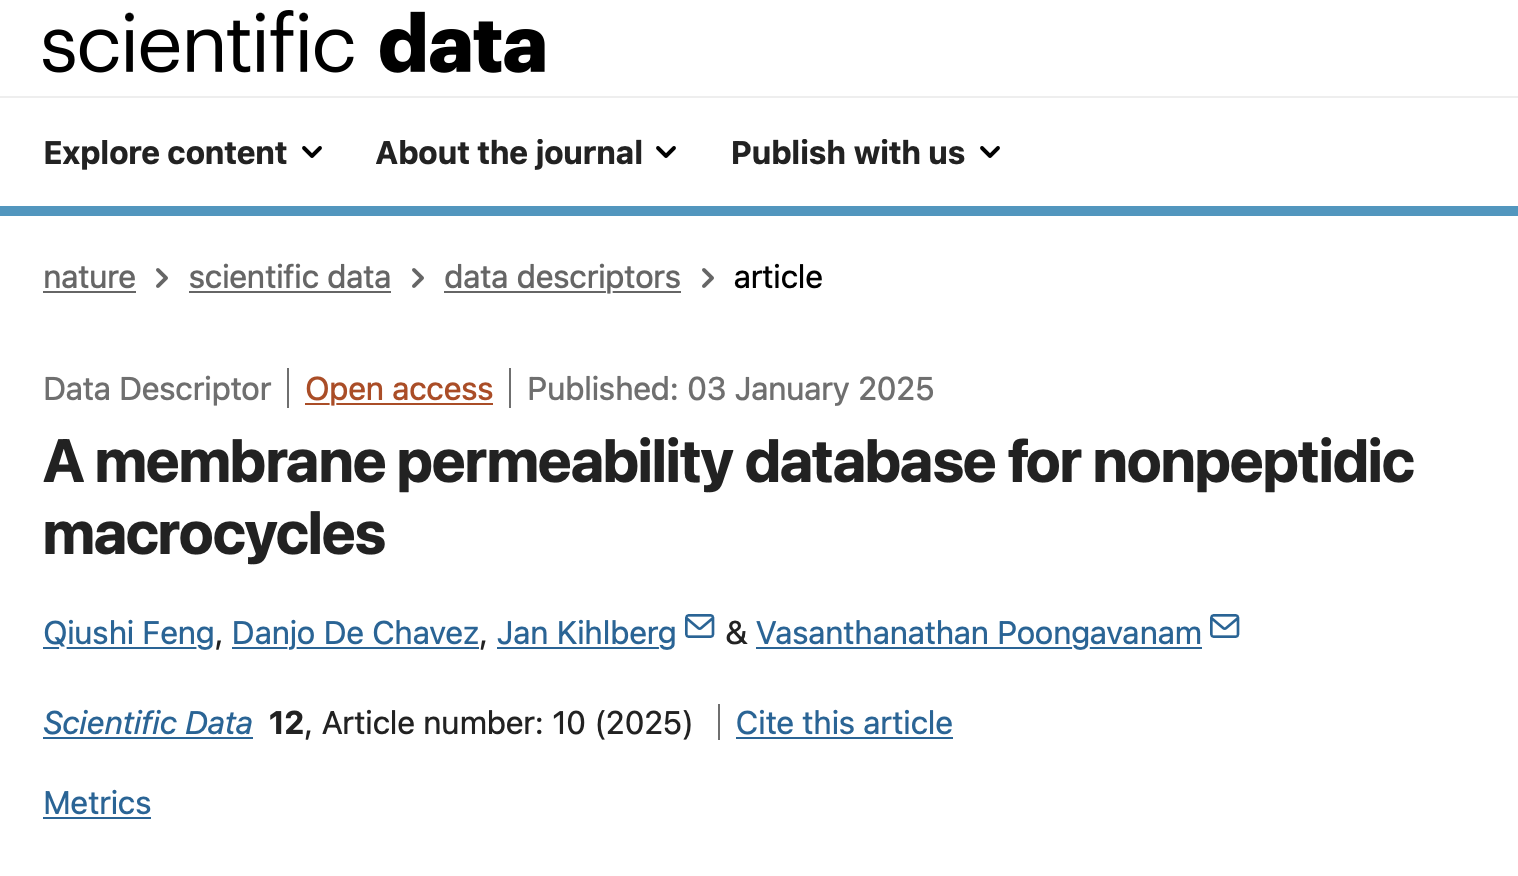 scientific data
Explore content About the journal Publish with us
nature > scientific data > data descriptors > article
Data Descriptor | Open access | Published: 03 January 2025
A membrane permeability database for nonpeptidic
macrocycles
Qiushi Feng, Danjo De Chavez, Jan Kihlberg & Vasanthanathan Poongavanam
Scientific Data 12, Article number: 10 (2025) | Cite this article
Metrics